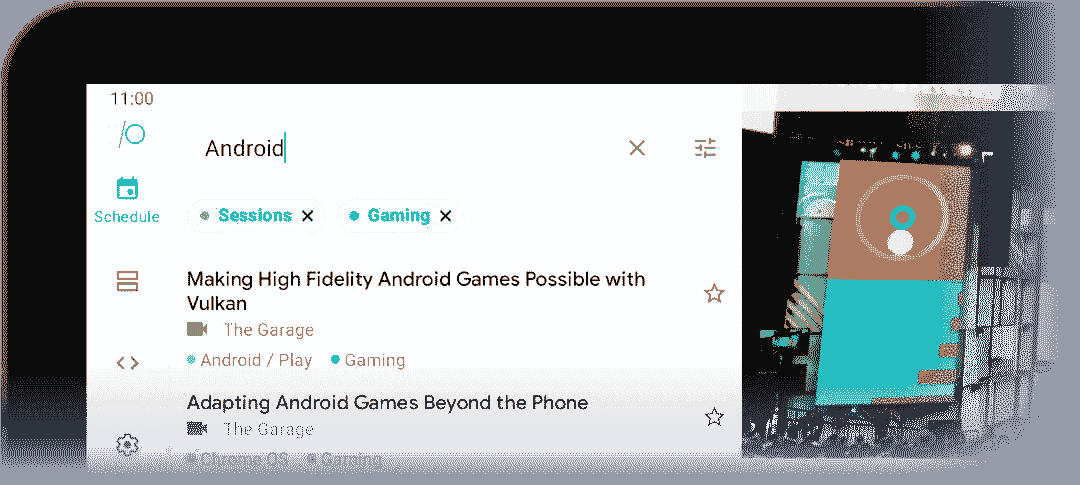 11:00
/O
Android
Schedule
Sessions
Gaming
Making High Fidelity Android Games Possible with
Vulkan
The Garage
Android / Play
Gaming
Adapting Android Games Beyond the Phone
The Garage
Chrome OS
Gaming